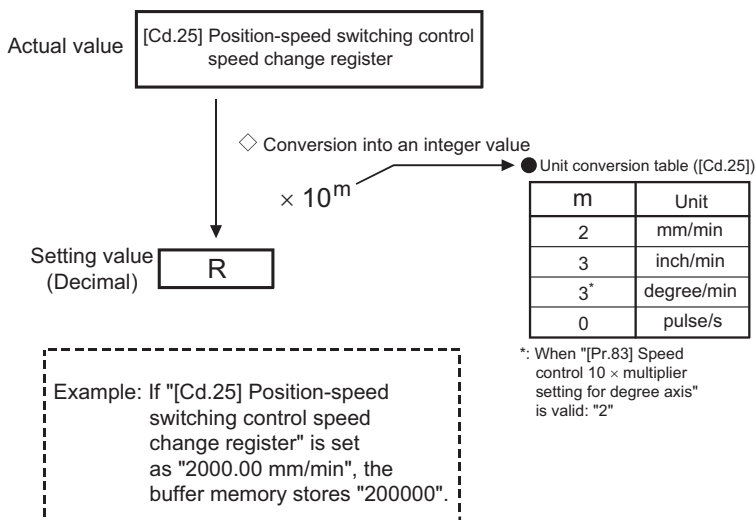 Actual value
[Cd.25] Position-speed switching control
speed change register
◇ Conversion into an integer value
× 10^m
● Unit conversion table ([Cd.25])
m Unit
2 mm/min
3 inch/min
3* degree/min
0 pulse/s
*: When "[Pr.83] Speed
control 10 × multiplier
setting for degree axis"
is valid: "2"
Setting value
(Decimal)
R
Example: If "[Cd.25] Position-speed
switching control speed
change register" is set
as "2000.00 mm/min", the
buffer memory stores "200000".